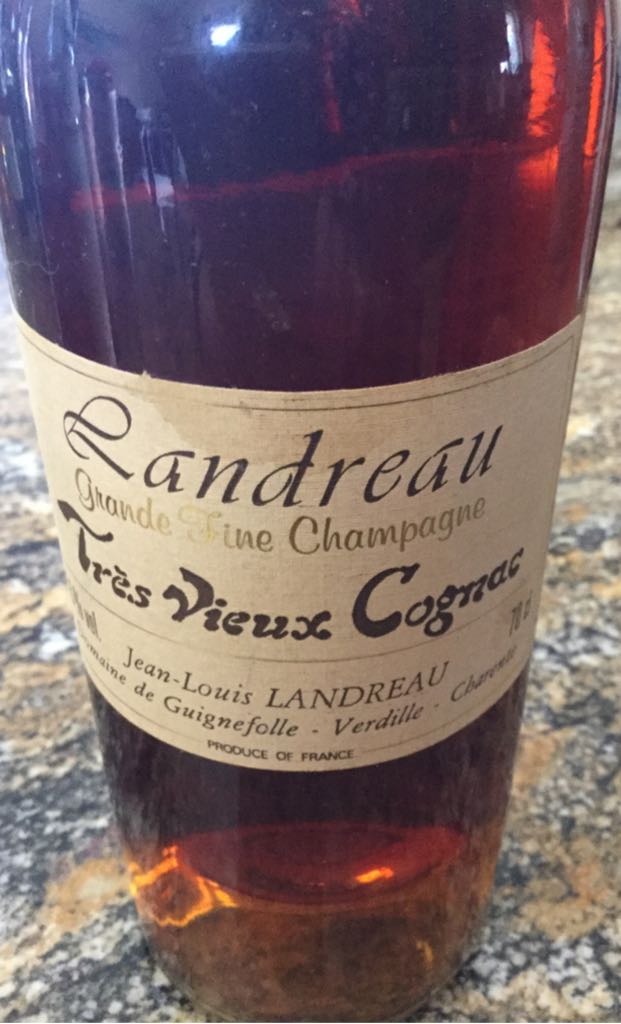 Landreau
Grande Fine Champagne
Très Vieux Cognac
vol. 70 cl
Jean-Louis LANDREAU
de Guignefolle - Verdille - Charente
PRODUCE OF FRANCE